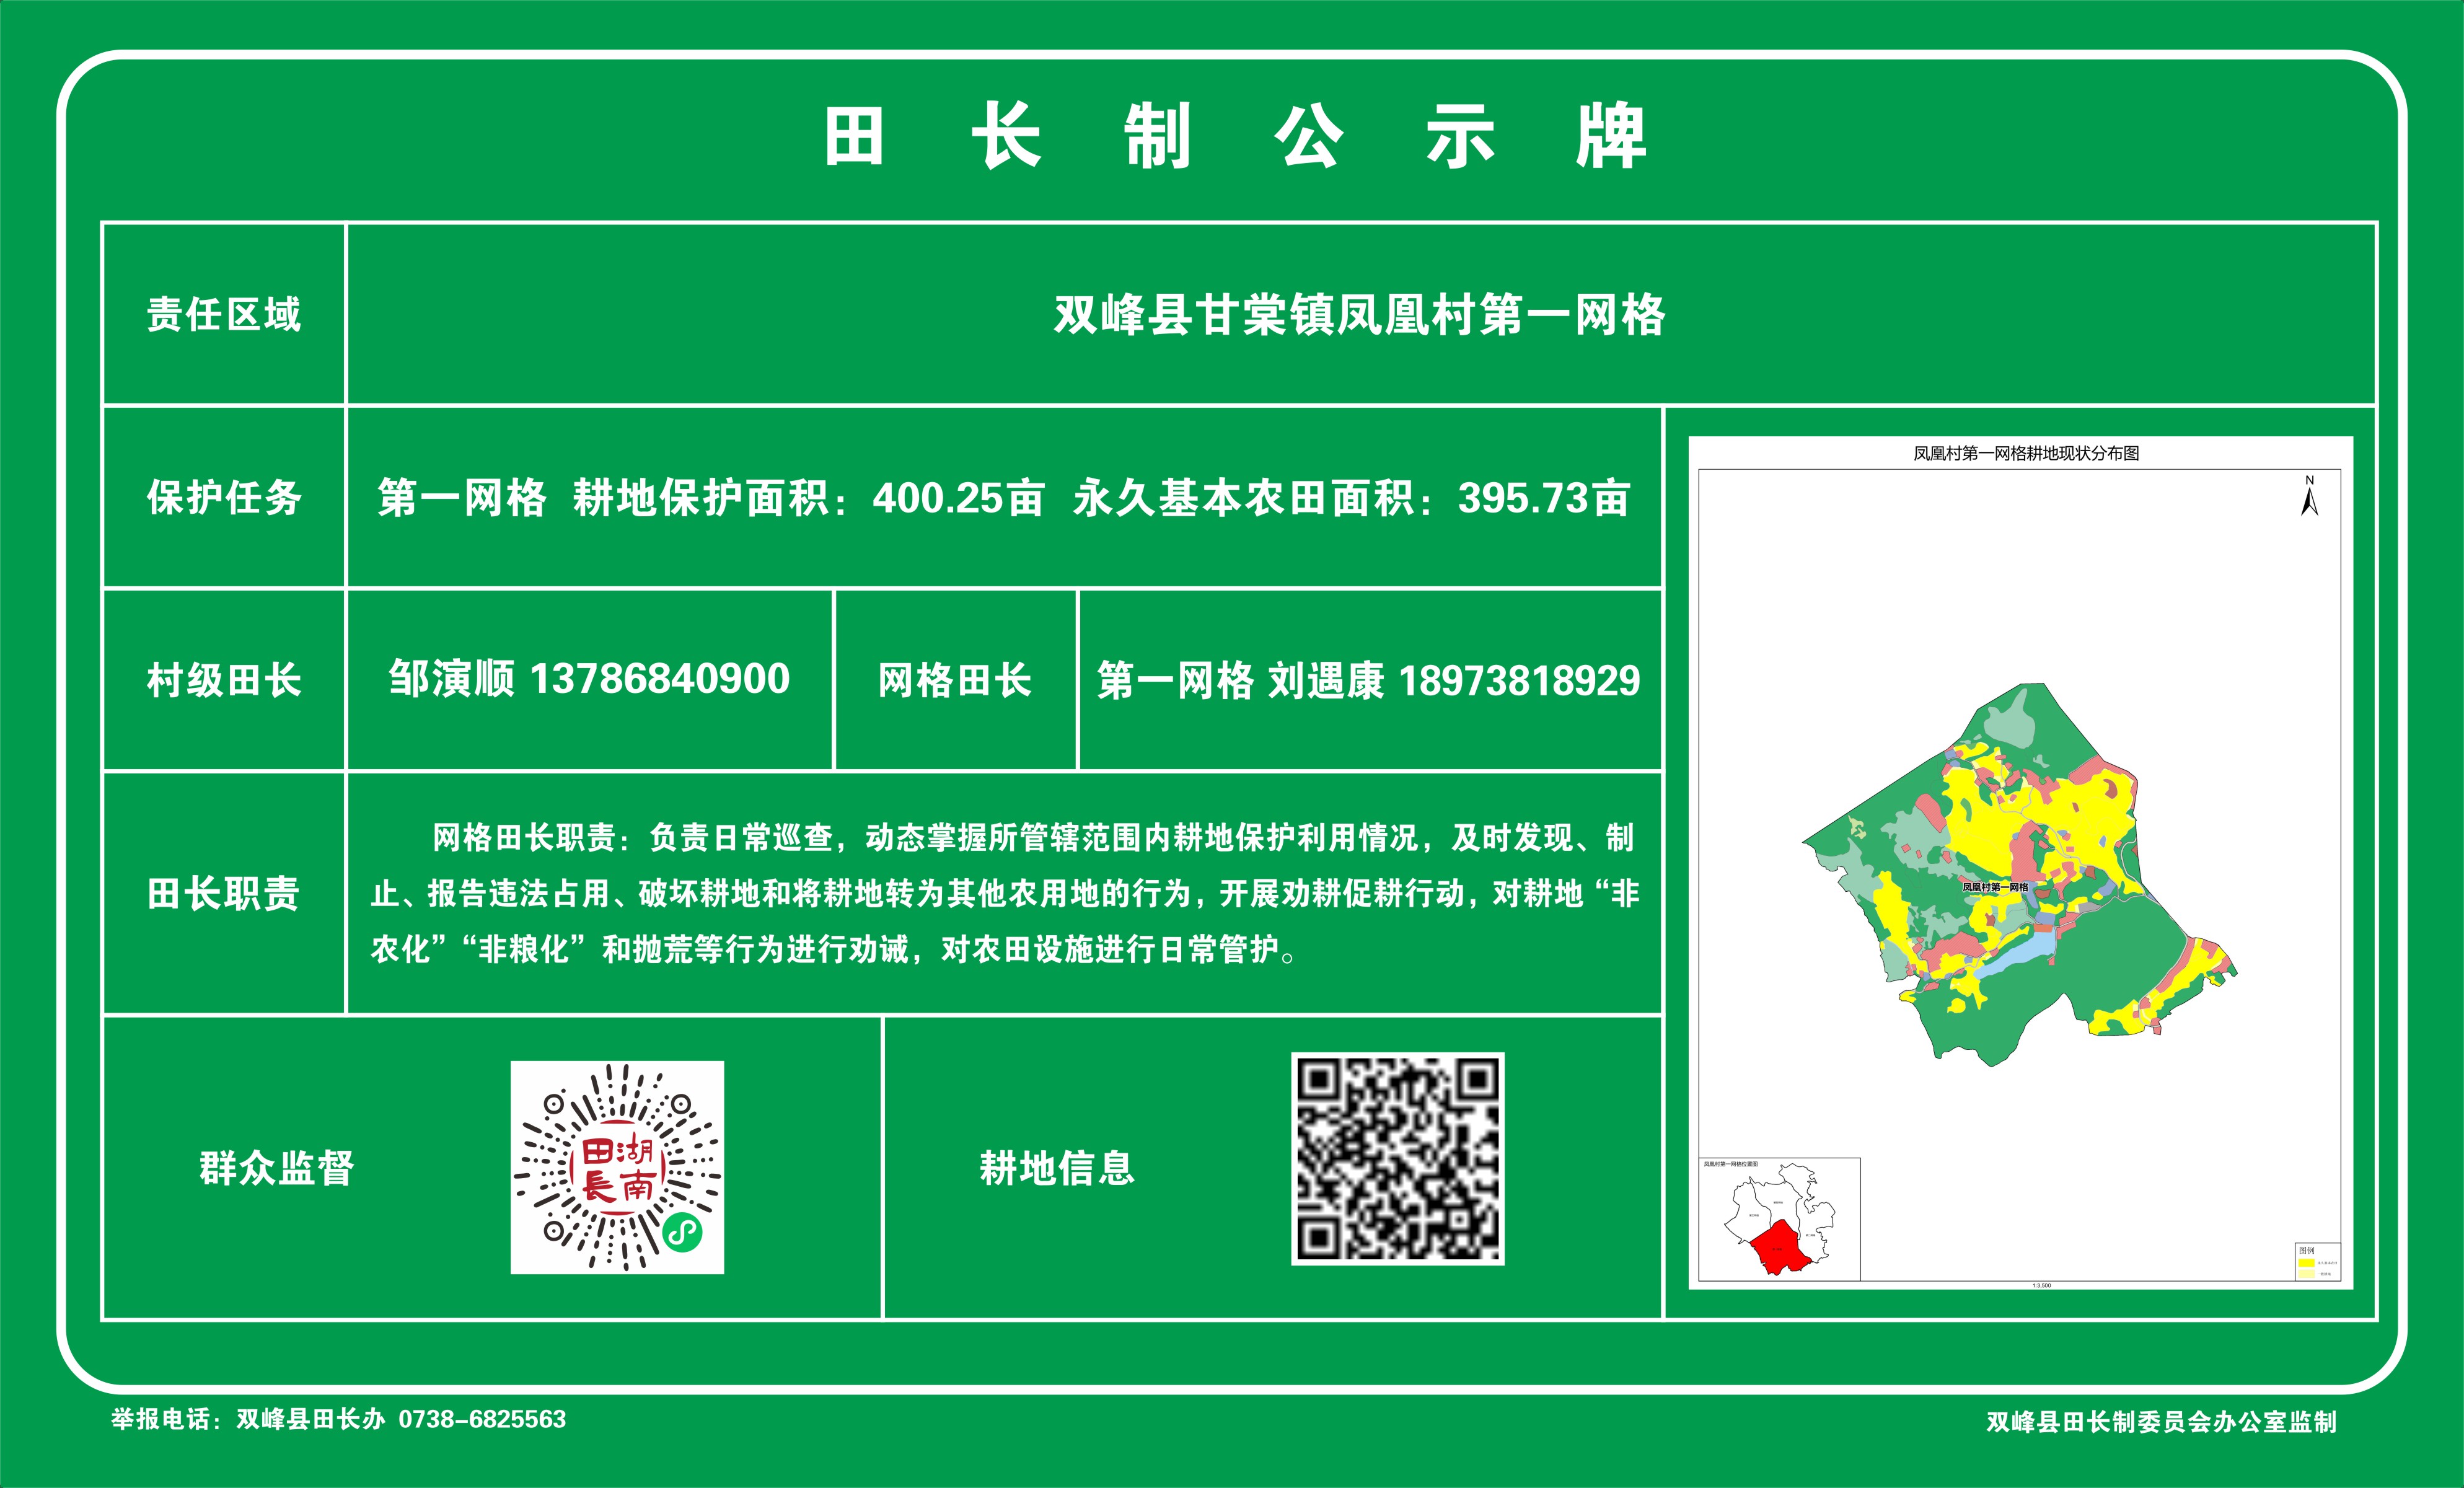 田长制公示牌
责任区域
双峰县甘棠镇凤凰村第一网格
保护任务
第一网格 耕地保护面积：400.25亩 永久基本农田面积：395.73亩
村级田长
邹演顺 13786840900
网格田长
第一网格 刘遇康 18973818929
田长职责
网格田长职责：负责日常巡查，动态掌握所管辖范围内耕地保护利用情况，及时发现、制
止、报告违法占用、破坏耕地和将耕地转为其他农用地的行为，开展劝耕促耕行动，对耕地“非
农化”“非粮化”和抛荒等行为进行劝诫，对农田设施进行日常管护。
群众监督
湖南
田長
耕地信息
凤凰村第一网格耕地现状分布图
N
凤凰村第一网格
凤凰村第一网格位置图
图例
1:3,500
举报电话：双峰县田长办 0738-6825563
双峰县田长制委员会办公室监制